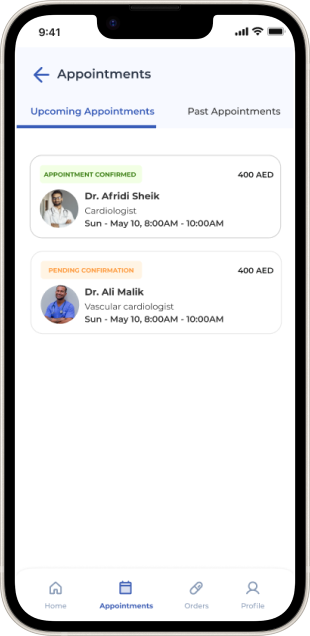 9:41
Appointments
Upcoming Appointments Past Appointments
APPOINTMENT CONFIRMED 400 AED
Dr. Afridi Sheik
Cardiologist
Sun - May 10, 8:00AM - 10:00AM
PENDING CONFIRMATION 400 AED
Dr. Ali Malik
Vascular cardiologist
Sun - May 10, 8:00AM - 10:00AM
Home Appointments Orders Profile